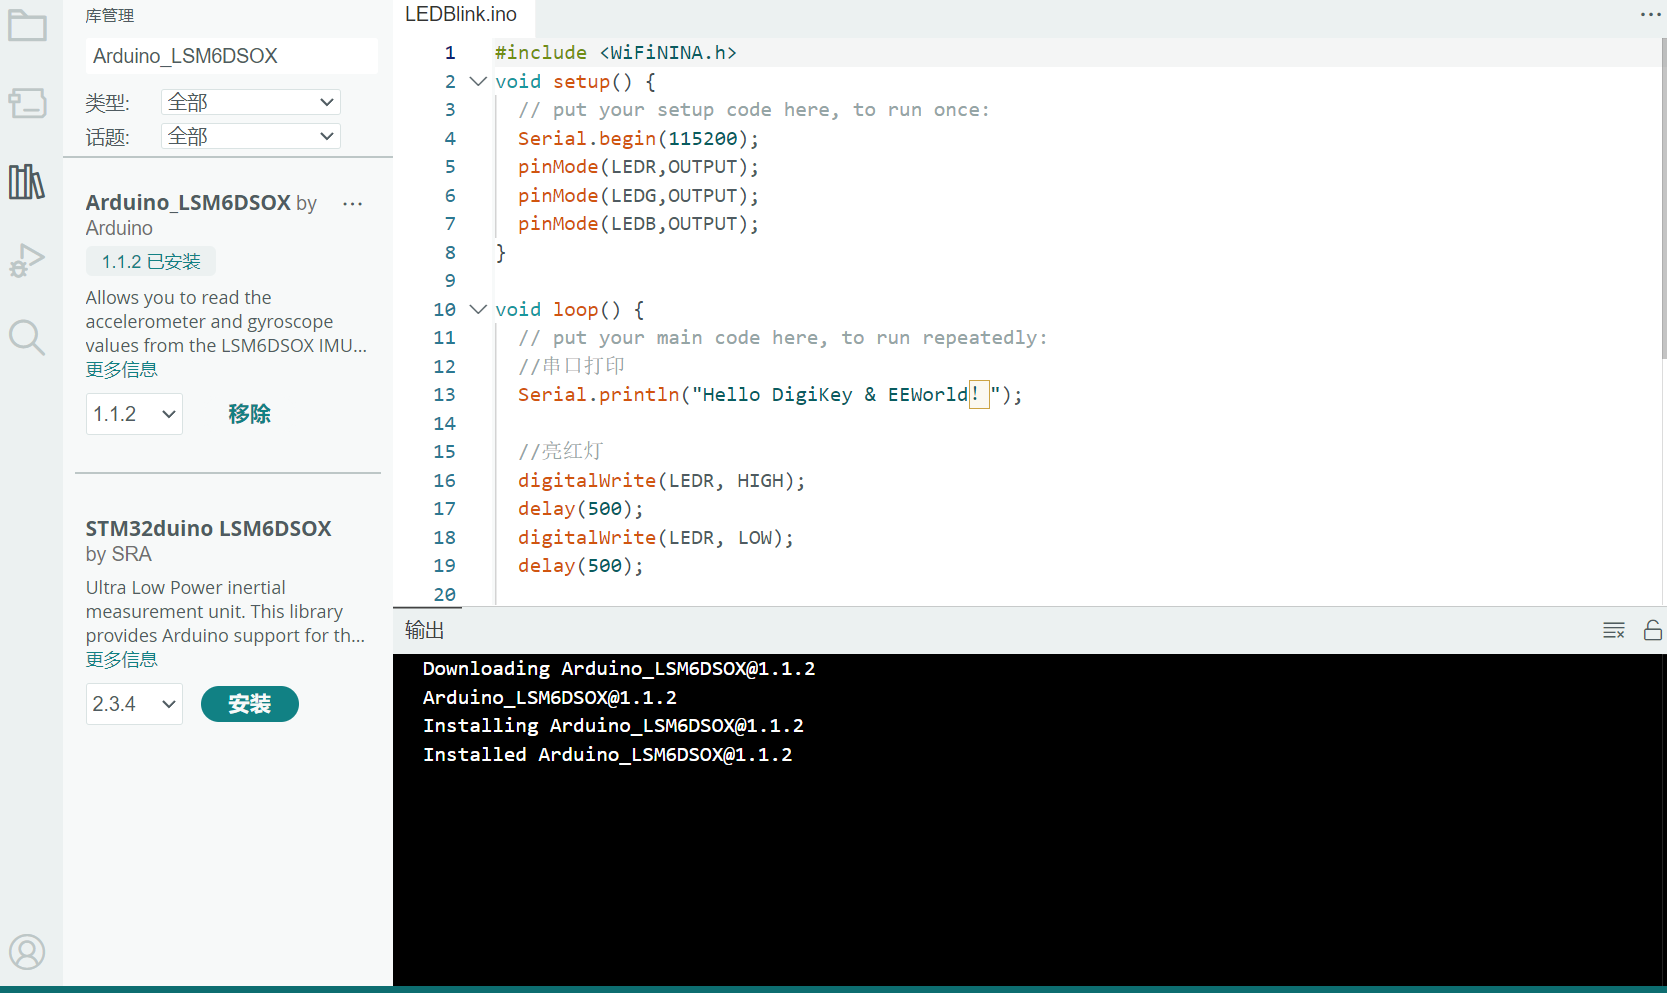 库管理
Arduino_LSM6DSOX
类型: 全部
话题: 全部
Arduino_LSM6DSOX by
Arduino
1.1.2 已安装
Allows you to read the
accelerometer and gyroscope
values from the LSM6DSOX IMU...
更多信息
1.1.2 移除
STM32duino LSM6DSOX
by SRA
Ultra Low Power inertial
measurement unit. This library
provides Arduino support for th...
更多信息
2.3.4 安装
LEDBlink.ino
1 #include <WiFiNINA.h>
2 void setup() {
3 // put your setup code here, to run once:
4 Serial.begin(115200);
5 pinMode(LEDR,OUTPUT);
6 pinMode(LEDG,OUTPUT);
7 pinMode(LEDB,OUTPUT);
8 }
9
10 void loop() {
11 // put your main code here, to run repeatedly:
12 //串口打印
13 Serial.println("Hello DigiKey & EEWorld！");
14
15 //亮红灯
16 digitalWrite(LEDR, HIGH);
17 delay(500);
18 digitalWrite(LEDR, LOW);
19 delay(500);
20
输出
Downloading Arduino_LSM6DSOX@1.1.2
Arduino_LSM6DSOX@1.1.2
Installing Arduino_LSM6DSOX@1.1.2
Installed Arduino_LSM6DSOX@1.1.2